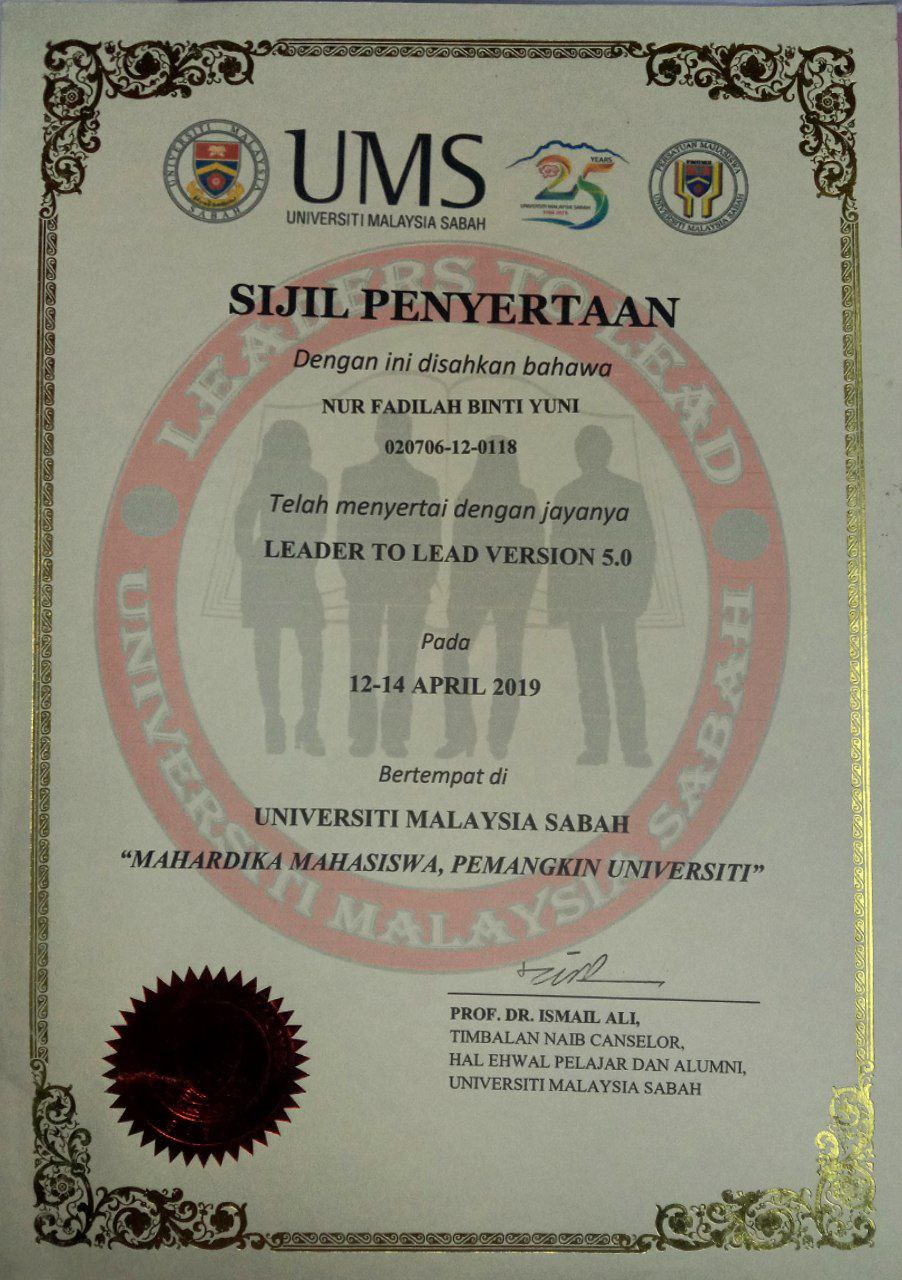 UNIVERSITI MALAYSIA
SABAH
UMS
UNIVERSITI MALAYSIA SABAH
25 YEARS
UNIVERSITI MALAYSIA SABAH
PERSATUAN MAHASISWA
UNIVERSITI MALAYSIA SABAH
LEADERS TO LEAD
SIJIL PENYERTAAN
Dengan ini disahkan bahawa
NUR FADILAH BINTI YUNI
020706-12-0118
Telah menyertai dengan jayanya
LEADER TO LEAD VERSION 5.0
Pada
12-14 APRIL 2019
Bertempat di
UNIVERSITI MALAYSIA SABAH
“MAHARDIKA MAHASISWA, PEMANGKIN UNIVERSITI”
UNIVERSITI MALAYSIA SABAH
PROF. DR. ISMAIL ALI,
TIMBALAN NAIB CANSELOR,
HAL EHWAL PELAJAR DAN ALUMNI,
UNIVERSITI MALAYSIA SABAH